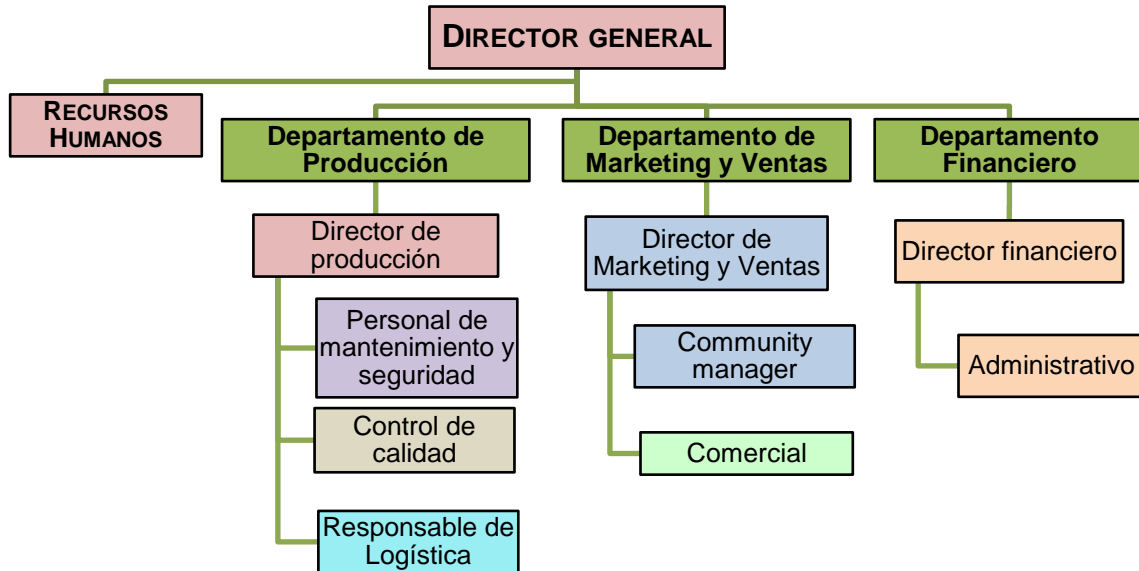 DIRECTOR GENERAL
RECURSOS
HUMANOS
Departamento de
Producción
Departamento de
Marketing y Ventas
Departamento
Financiero
Director de
producción
Director de
Marketing y Ventas
Director financiero
Personal de
mantenimiento y
seguridad
Community
manager
Administrativo
Control de
calidad
Comercial
Responsable de
Logística